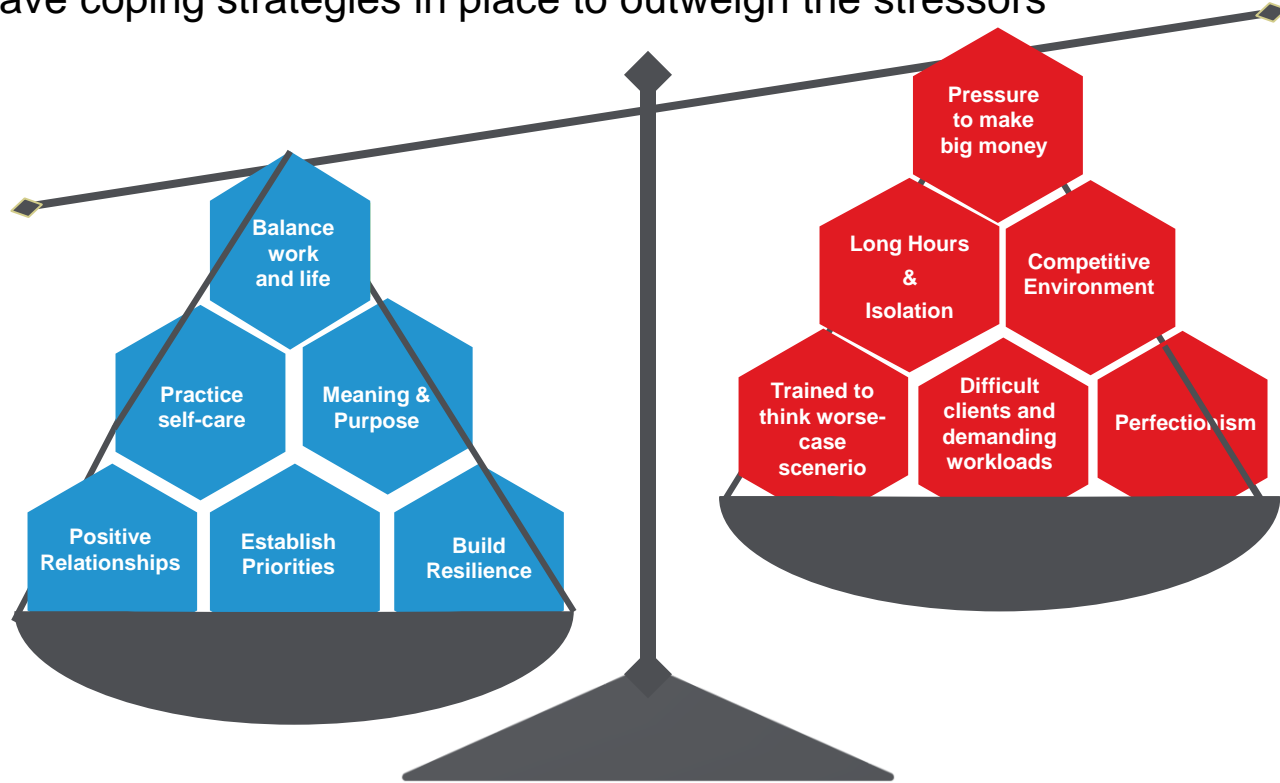 ave coping strategies in place to outweigh the stressors
Balance
work
and life
Practice
self-care
Meaning &
Purpose
Positive
Relationships
Establish
Priorities
Build
Resilience
Pressure
to make
big money
Long Hours
&
Isolation
Competitive
Environment
Trained to
think worse-
case
scenerio
Difficult
clients and
demanding
workloads
Perfectionism